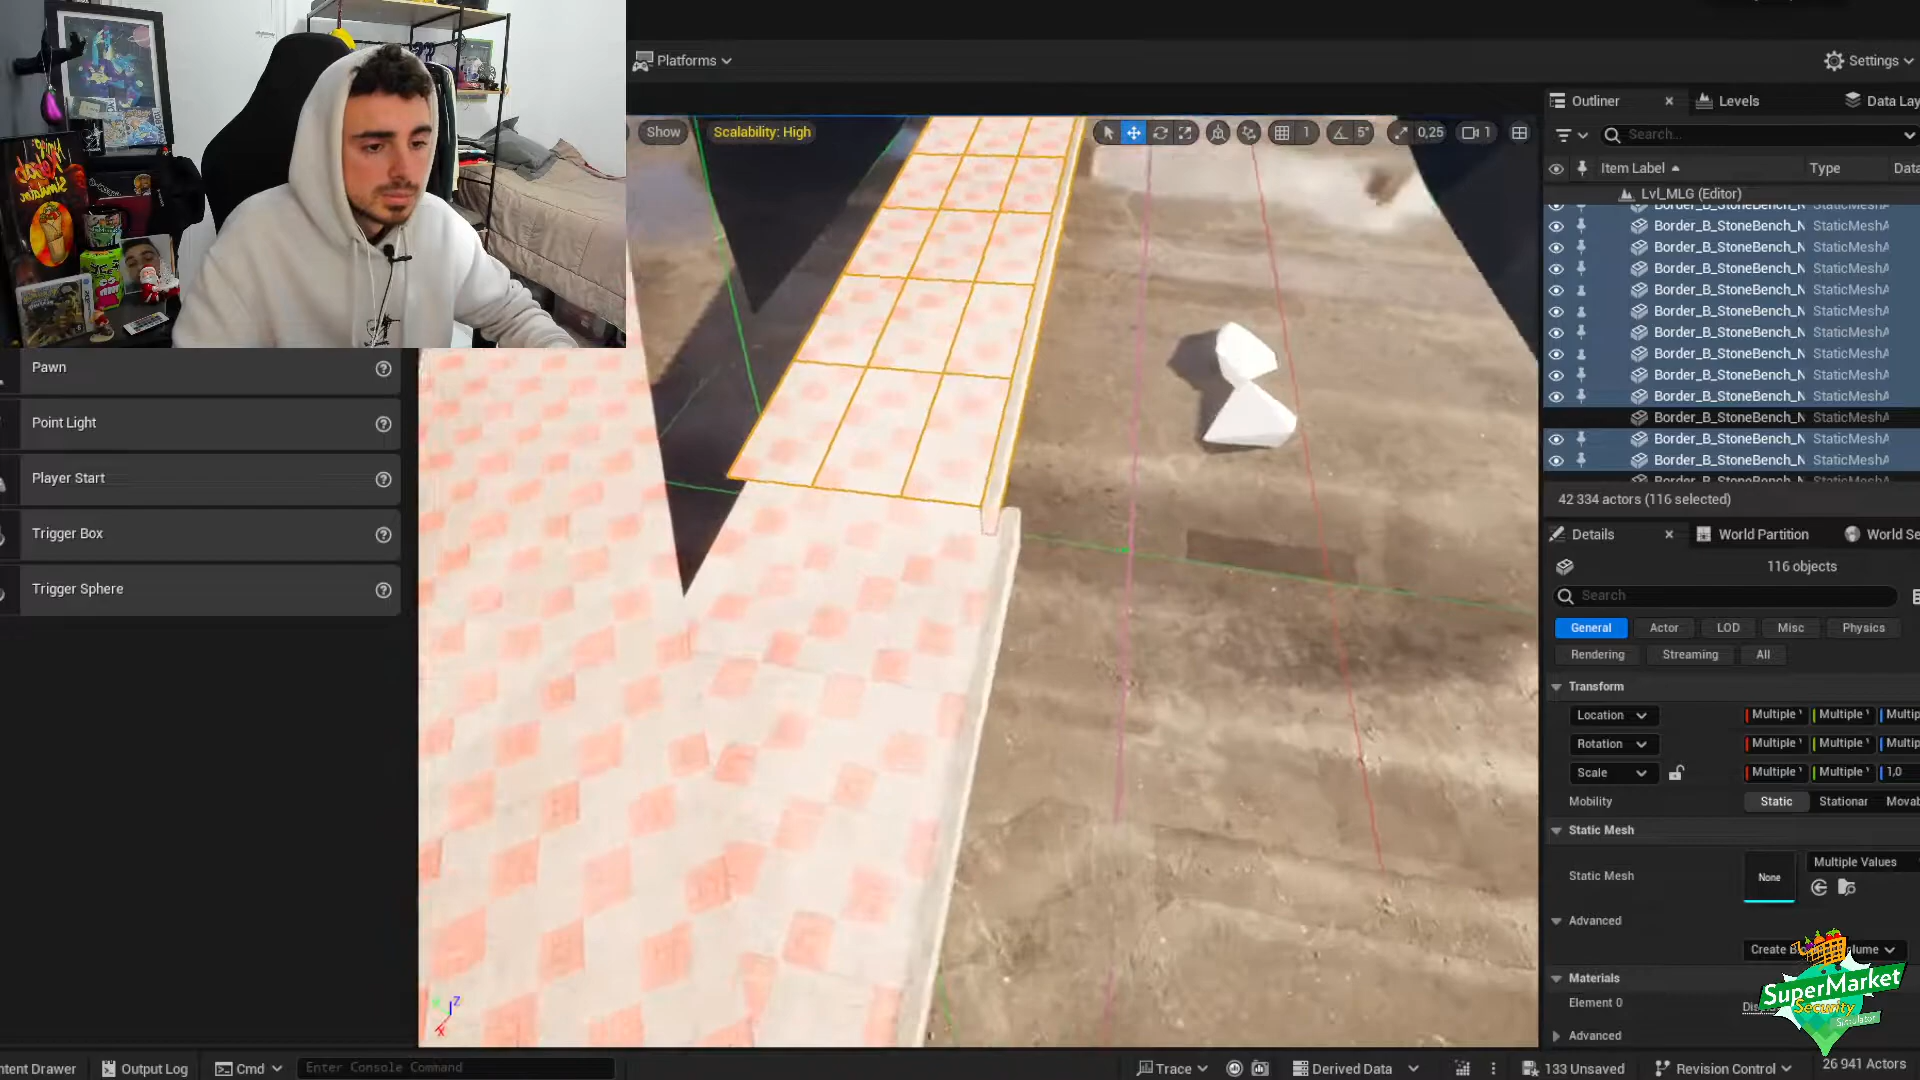 Platforms
Settings
Show
Scalability: High
1
5°
0,25
1
Outliner
Levels
Data Lay
Search...
Item Label
Type
Data
Lvl_MLG (Editor)
Border_B_StoneBench_N StaticMeshA
Border_B_StoneBench_N StaticMeshA
Border_B_StoneBench_N StaticMeshA
Border_B_StoneBench_N StaticMeshA
Border_B_StoneBench_N StaticMeshA
Border_B_StoneBench_N StaticMeshA
Border_B_StoneBench_N StaticMeshA
Border_B_StoneBench_N StaticMeshA
Border_B_StoneBench_N StaticMeshA
Border_B_StoneBench_N StaticMeshA
Border_B_StoneBench_N StaticMeshA
Border_B_StoneBench_N StaticMeshA
Border_B_StoneBench_N StaticMeshA
42 334 actors (116 selected)
Pawn
Point Light
Player Start
Trigger Box
Trigger Sphere
Details
World Partition
World Se
116 objects
Search
General
Actor
LOD
Misc
Physics
Rendering
Streaming
All
Transform
Location
Multiple
Multiple
Multip
Rotation
Multiple
Multiple
Multip
Scale
Multiple
Multiple
1,0
Mobility
Static
Stationar
Movab
Static Mesh
Static Mesh
None
Multiple Values
Advanced
Materials
Element 0
Advanced
SuperMarket
Security
Simulator
Z
X
ntent Drawer
Output Log
Cmd
Enter Console Command
Trace
Derived Data
133 Unsaved
Revision Control
26 941 Actors